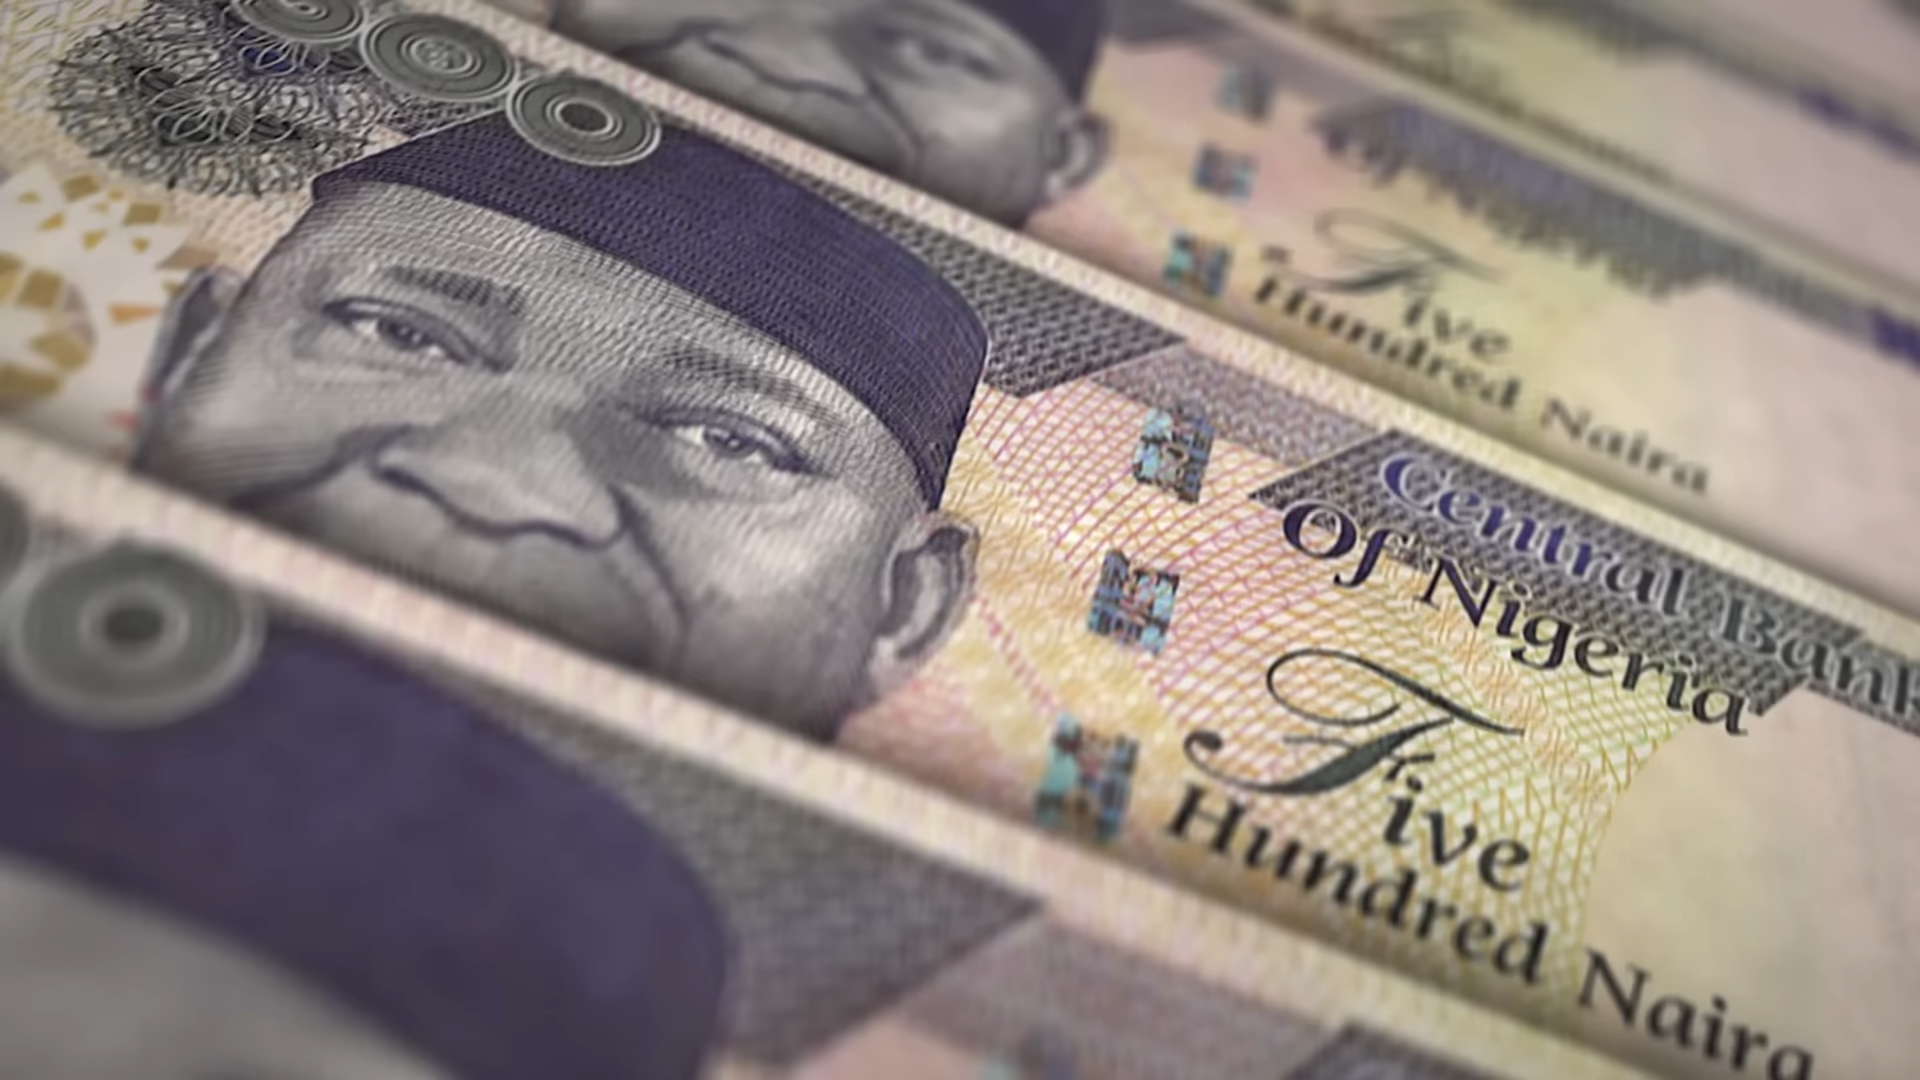 Five
Hundred Naira
Central Bank
Of Nigeria
Five
Hundred Naira